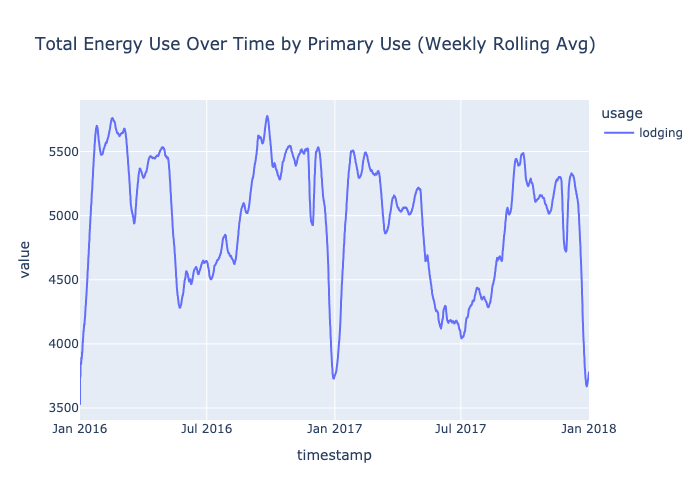 Total Energy Use Over Time by Primary Use (Weekly Rolling Avg)
usage
lodging
value
5500
5000
4500
4000
3500
Jan 2016
Jul 2016
Jan 2017
Jul 2017
Jan 2018
timestamp